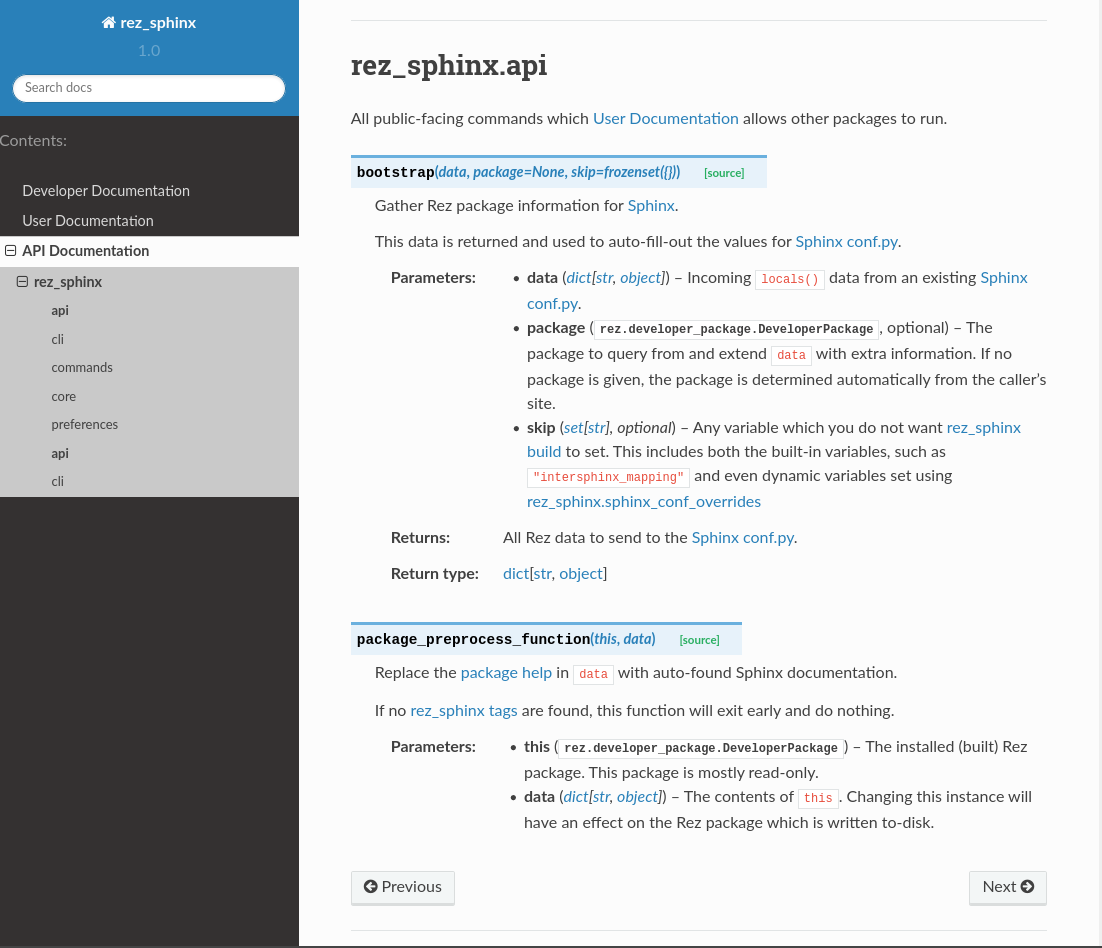 rez_sphinx
1.0
Search docs
Contents:
Developer Documentation
User Documentation
API Documentation
rez_sphinx
api
cli
commands
core
preferences
api
cli
rez_sphinx.api
All public-facing commands which User Documentation allows other packages to run.
bootstrap(data, package=None, skip=frozenset({})) [source]
Gather Rez package information for Sphinx.
This data is returned and used to auto-fill-out the values for Sphinx conf.py.
Parameters:
• data (dict[str, object]) – Incoming locals() data from an existing Sphinx
conf.py.
• package (rez.developer_package.DeveloperPackage, optional) – The
package to query from and extend data with extra information. If no
package is given, the package is determined automatically from the caller's
site.
• skip (set[str], optional) – Any variable which you do not want rez_sphinx
build to set. This includes both the built-in variables, such as
"intersphinx_mapping" and even dynamic variables set using
rez_sphinx.sphinx_conf_overrides
Returns: All Rez data to send to the Sphinx conf.py.
Return type: dict[str, object]
package_preprocess_function(this, data) [source]
Replace the package help in data with auto-found Sphinx documentation.
If no rez_sphinx tags are found, this function will exit early and do nothing.
Parameters:
• this (rez.developer_package.DeveloperPackage) – The installed (built) Rez
package. This package is mostly read-only.
• data (dict[str, object]) – The contents of this. Changing this instance will
have an effect on the Rez package which is written to-disk.
Previous
Next